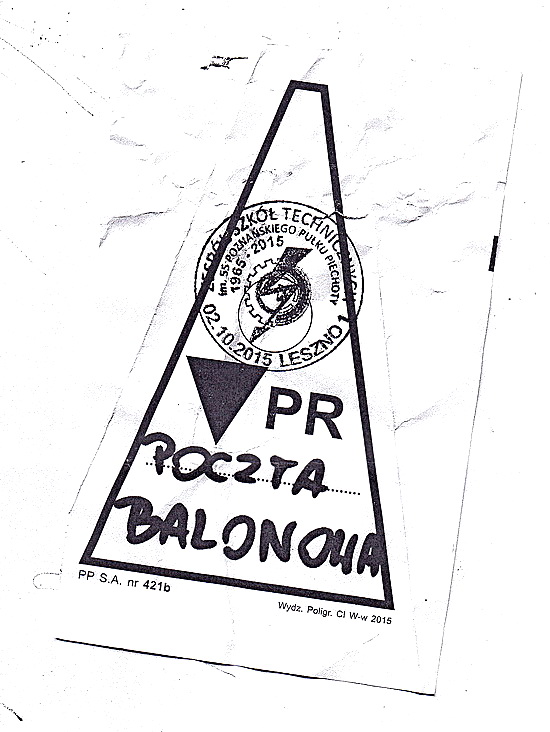 ZESPÓŁ SZKÓŁ TECHNICZNYCH
im. 55 POZNAŃSKIEGO PUŁKU PIECHOTY
1965 • 2015
02.10.2015 LESZNO 1
PR
POCZTA
BALONOWA
PP S.A. nr 421b
Wydz. Poligr. CI W-w 2015